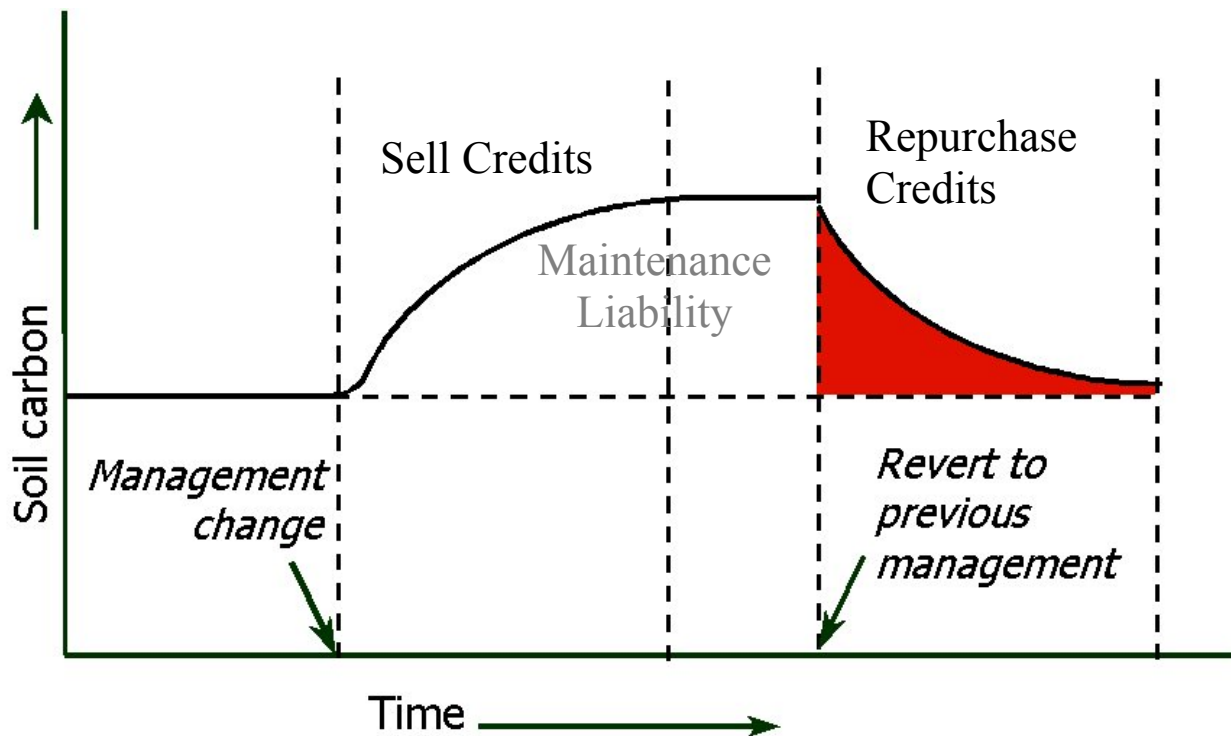 Sell Credits
Repurchase
Credits
Maintenance
Liability
Soil carbon
Management
change
Revert to
previous
management
Time